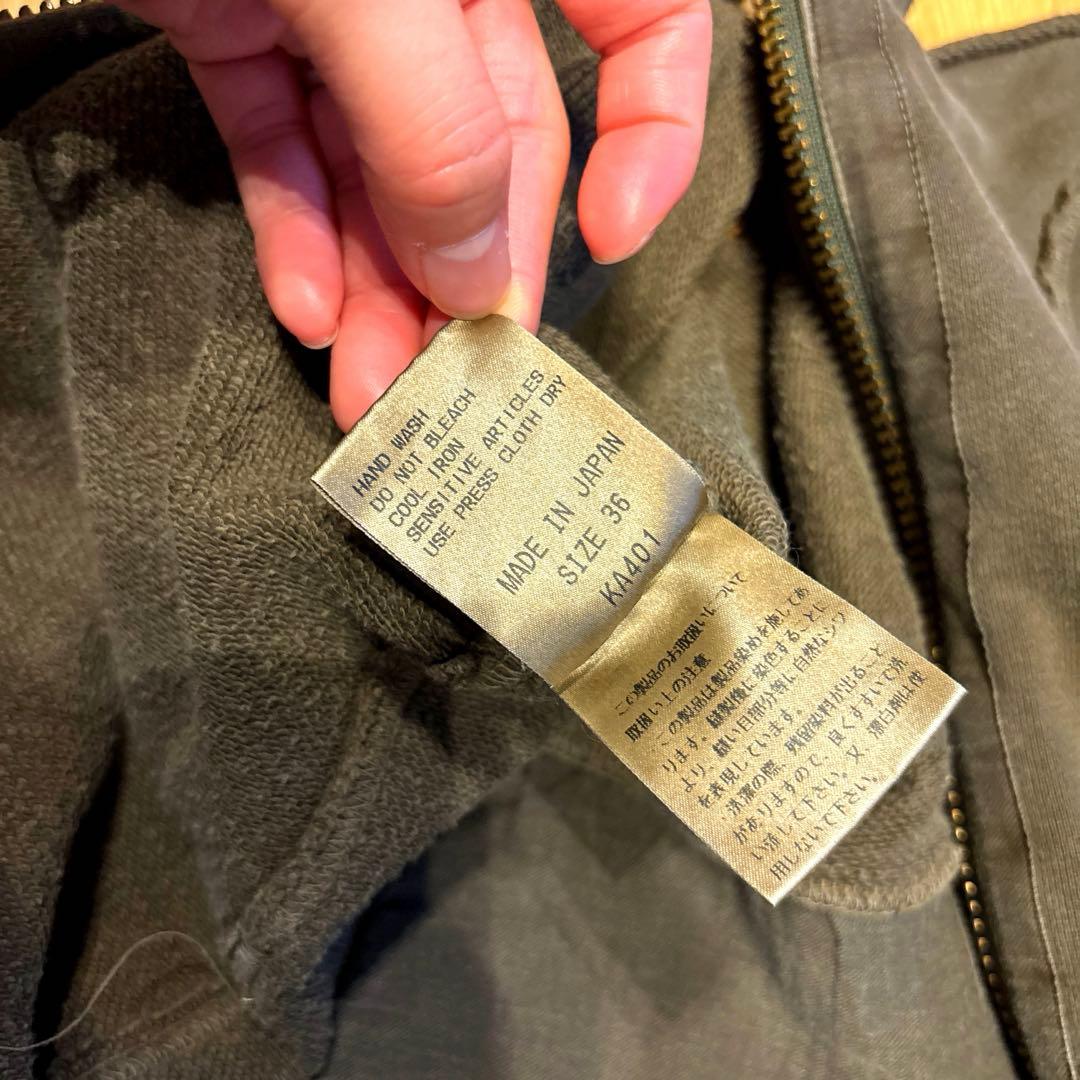 HAND WASH
DO NOT BLEACH
COOL IRON
SENSITIVE ARTICLES
USE PRESS CLOTH DRY
MADE IN JAPAN
SIZE 36
KA401
この製品のお取扱いについて
取扱い上の注意
この製品は製品染めを施してあ
ります。縫製後に染色することに
より、縫い目部分等に自然なシワ
を表現しています。
・洗濯の際、残留染料が出ること
がありますので、良くすすいで洗
い流して下さい。又、蛍白剤は使
用しないで下さい。